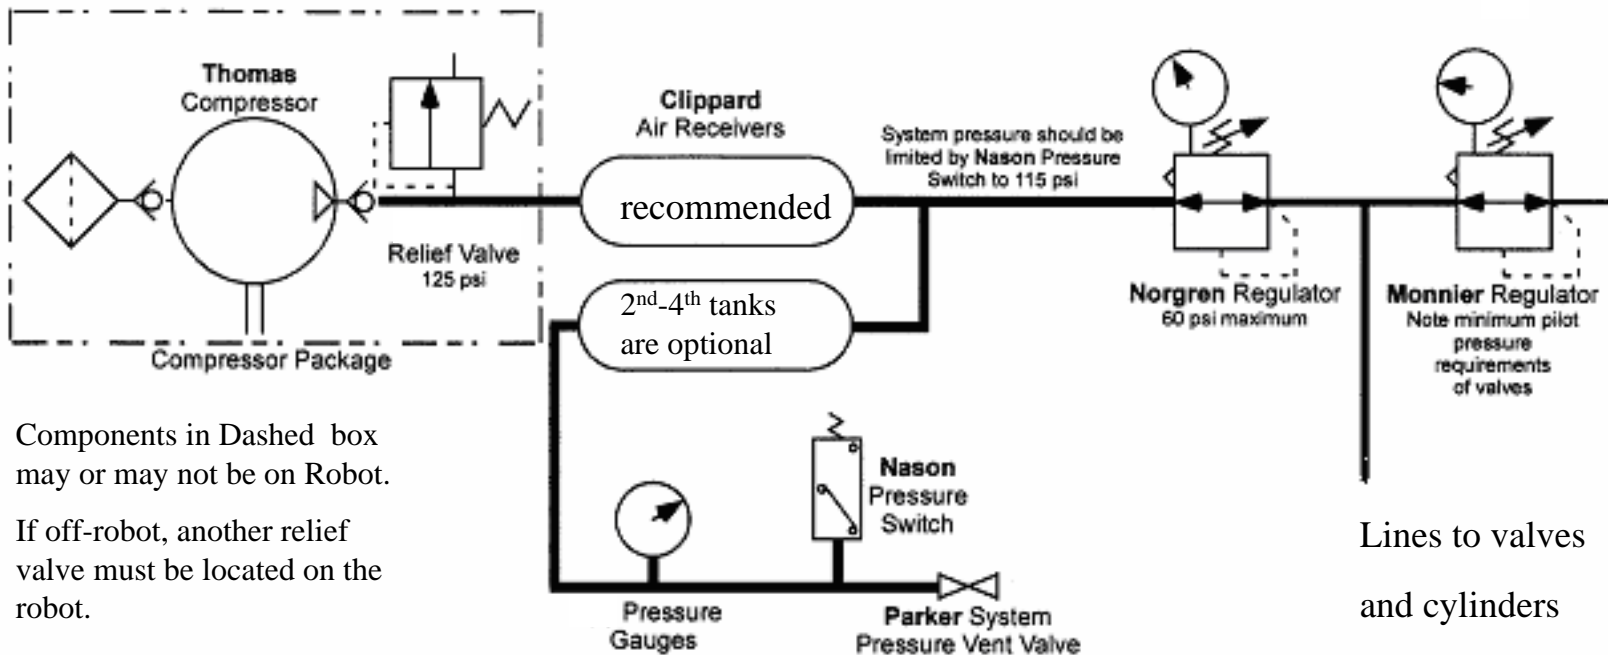 Thomas
Compressor
Relief Valve
125 psi
Compressor Package
Clippard
Air Receivers
recommended
2nd-4th tanks
are optional
System pressure should be
limited by Nason Pressure
Switch to 115 psi
Norgren Regulator
60 psi maximum
Monnier Regulator
Note minimum pilot
pressure
requirements
of valves
Components in Dashed box
may or may not be on Robot.
If off-robot, another relief
valve must be located on the
robot.
Nason
Pressure
Switch
Pressure
Gauges
Parker System
Pressure Vent Valve
Lines to valves
and cylinders